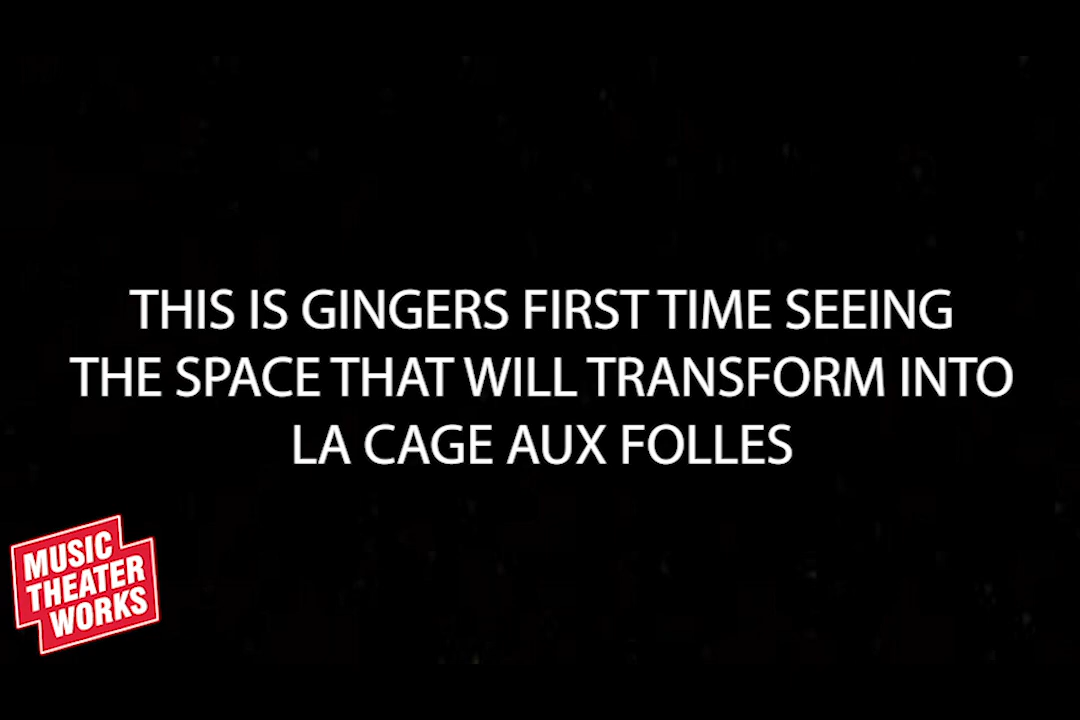 THIS IS GINGERS FIRST TIME SEEING
THE SPACE THAT WILL TRANSFORM INTO
LA CAGE AUX FOLLES
MUSIC
THEATER
WORKS